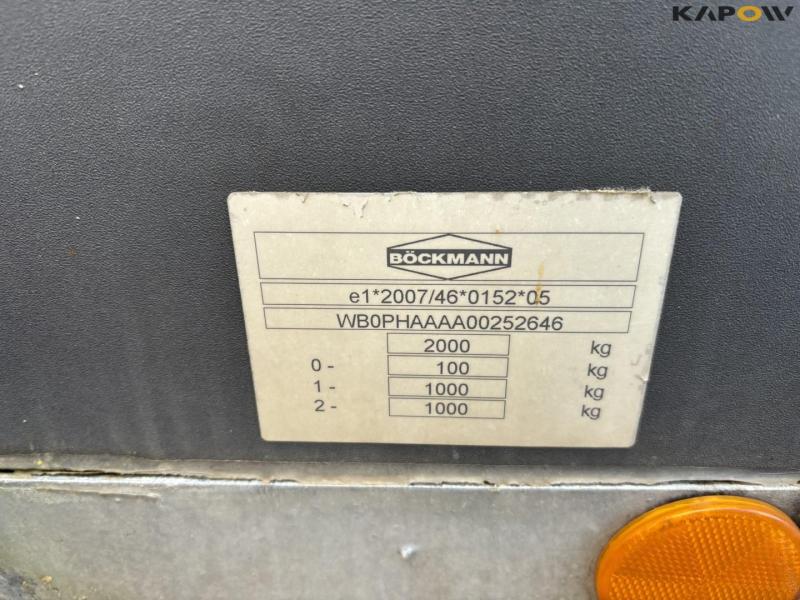 KAPOW
BÖCKMANN
e1*2007/46*0152*05
WB0PHAAAA00252646
2000 kg
0- 100 kg
1- 1000 kg
2- 1000 kg